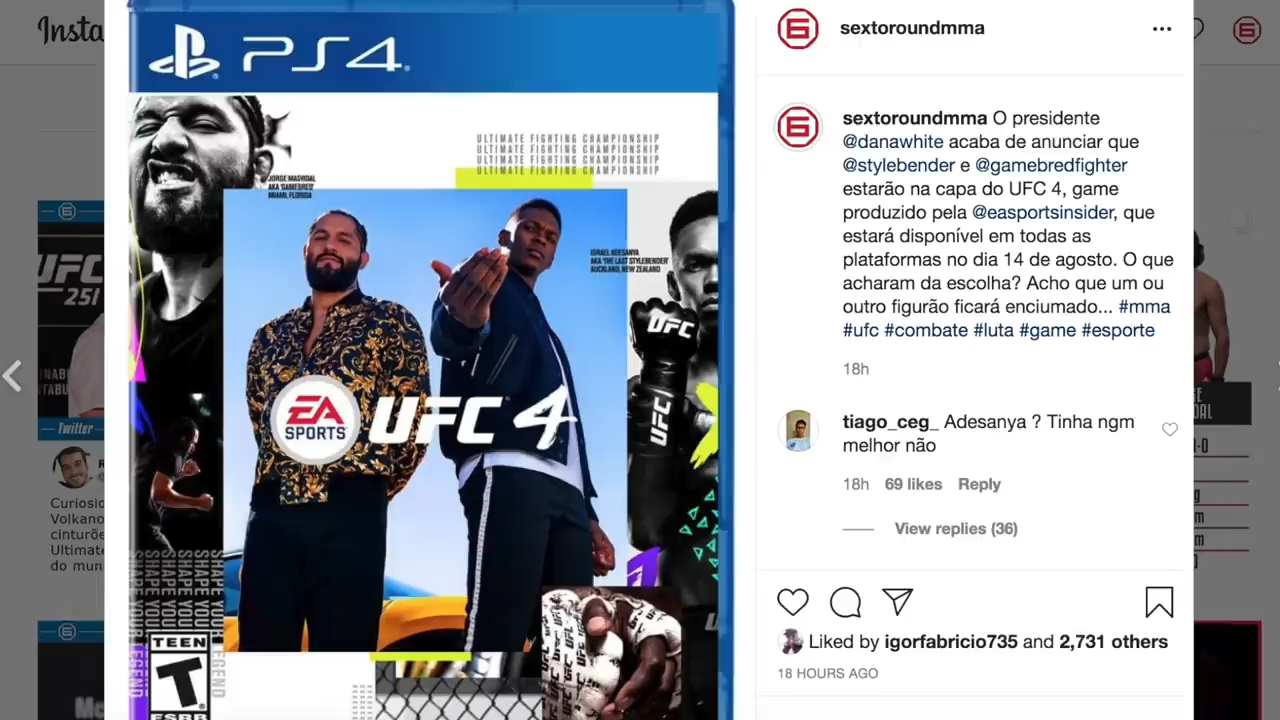 Insta
PS4
ULTIMATE FIGHTING CHAMPIONSHIP
ULTIMATE FIGHTING CHAMPIONSHIP
ULTIMATE FIGHTING CHAMPIONSHIP
ULTIMATE FIGHTING CHAMPIONSHIP
JORGE MASVIDAL
AKA 'GAMEBRED'
MIAMI, FLORIDA
ISRAEL ADESANYA
AKA 'THE LAST STYLEBENDER'
AUCKLAND, NEW ZEALAND
UFC
UFC
EA
SPORTS
UFC 4
SHAPE YOUR LEGEND
TEEN
T
ESRB
UFC
251
Twitter
Curiosi
Volkano
cinturõe
Ultimate
do mun
sextoroundmma
sextoroundmma O presidente
@danawhite acaba de anunciar que
@stylebender e @gamebredfighter
estarão na capa do UFC 4, game
produzido pela @easportsinsider, que
estará disponível em todas as
plataformas no dia 14 de agosto. O que
acharam da escolha? Acho que um ou
outro figurão ficará enciumado... #mma
#ufc #combate #luta #game #esporte
18h
tiago_ceg_ Adesanya ? Tinha ngm
melhor não
18h 69 likes Reply
View replies (36)
Liked by igorfabricio735 and 2,731 others
18 HOURS AGO